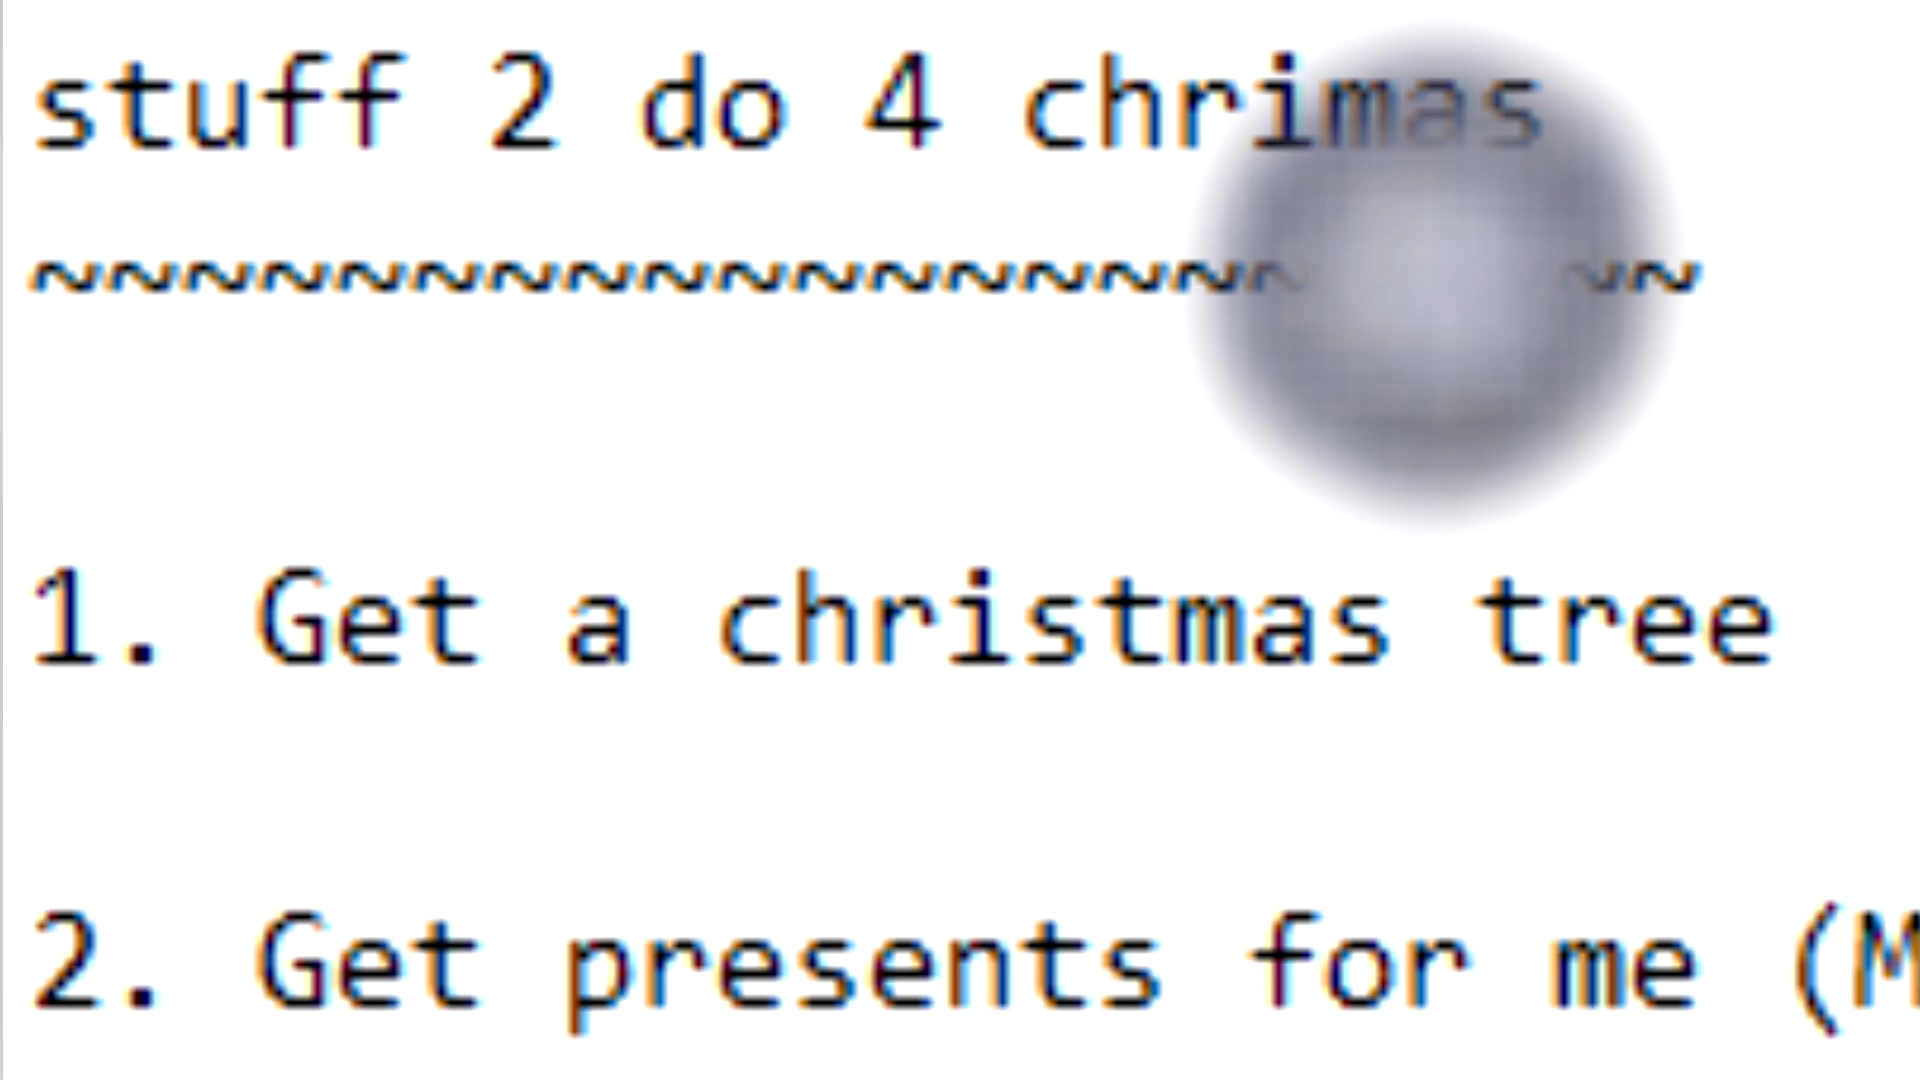 stuff 2 do 4 chrimas
~~~~~~~~~~~~~~~~~ ~~
1. Get a christmas tree
2. Get presents for me (M